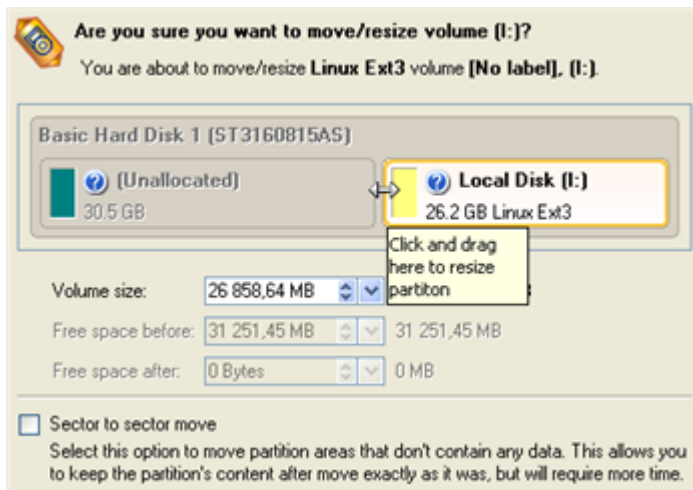 Are you sure you want to move/resize volume (I:)?
You are about to move/resize Linux Ext3 volume [No label], (I:).
Basic Hard Disk 1 (ST3160815AS)
(Unallocated)
30.5 GB
Local Disk (I:)
26.2 GB Linux Ext3
Click and drag
here to resize
partiton
Volume size: 26 858,64 MB
Free space before: 31 251,45 MB 31 251,45 MB
Free space after: 0 Bytes 0 MB
Sector to sector move
Select this option to move partition areas that don't contain any data. This allows you
to keep the partition's content after move exactly as it was, but will require more time.